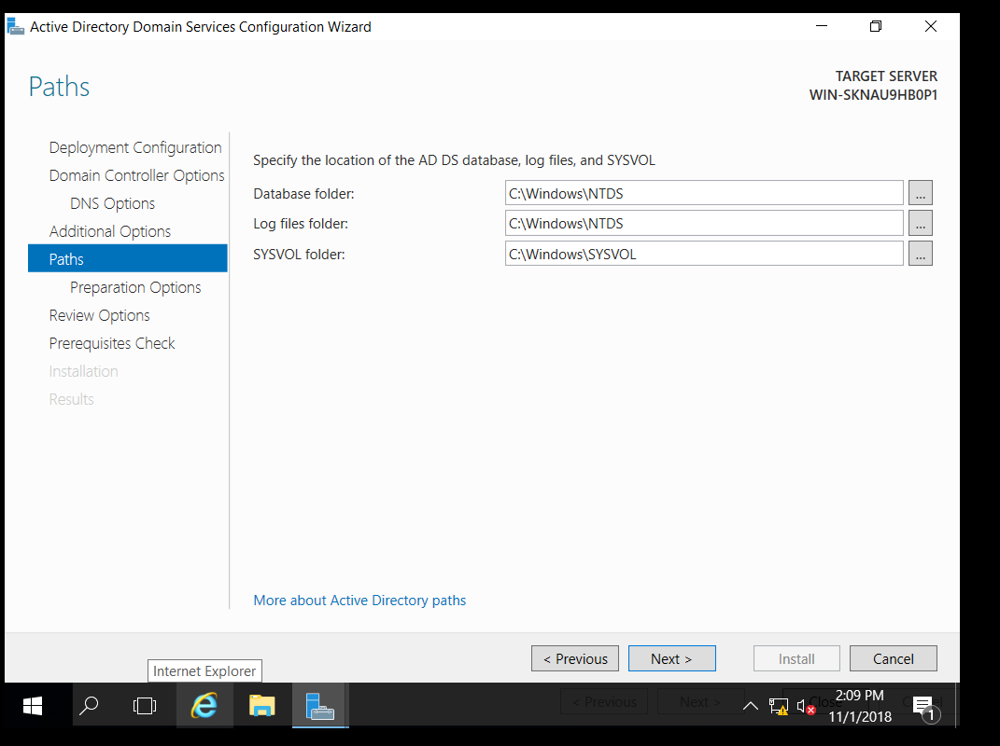 Active Directory Domain Services Configuration Wizard
Paths
TARGET SERVER
WIN-SKNAU9HB0P1
Deployment Configuration
Domain Controller Options
DNS Options
Additional Options
Paths
Preparation Options
Review Options
Prerequisites Check
Installation
Results
Specify the location of the AD DS database, log files, and SYSVOL
Database folder: C:\Windows\NTDS ...
Log files folder: C:\Windows\NTDS ...
SYSVOL folder: C:\Windows\SYSVOL ...
More about Active Directory paths
< Previous Next > Install Cancel
Internet Explorer
< Previous Next > Close
2:09 PM
11/1/2018
1